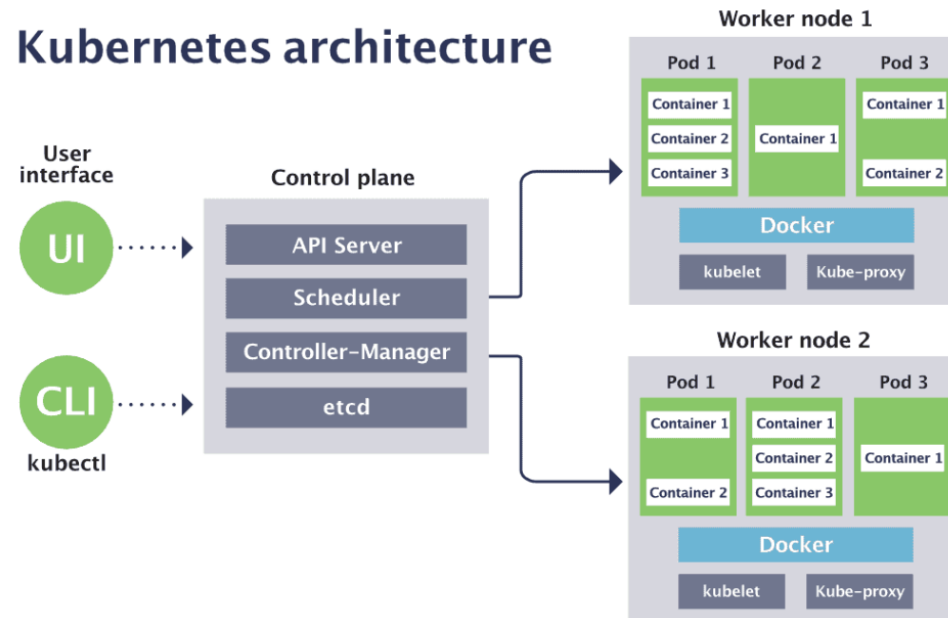 Kubernetes architecture
User
interface
UI
CLI
kubectl
Control plane
API Server
Scheduler
Controller-Manager
etcd
Worker node 1
Pod 1
Container 1
Container 2
Container 3
Pod 2
Container 1
Pod 3
Container 1
Container 2
Docker
kubelet
Kube-proxy
Worker node 2
Pod 1
Container 1
Container 2
Pod 2
Container 1
Container 2
Container 3
Pod 3
Container 1
Docker
kubelet
Kube-proxy